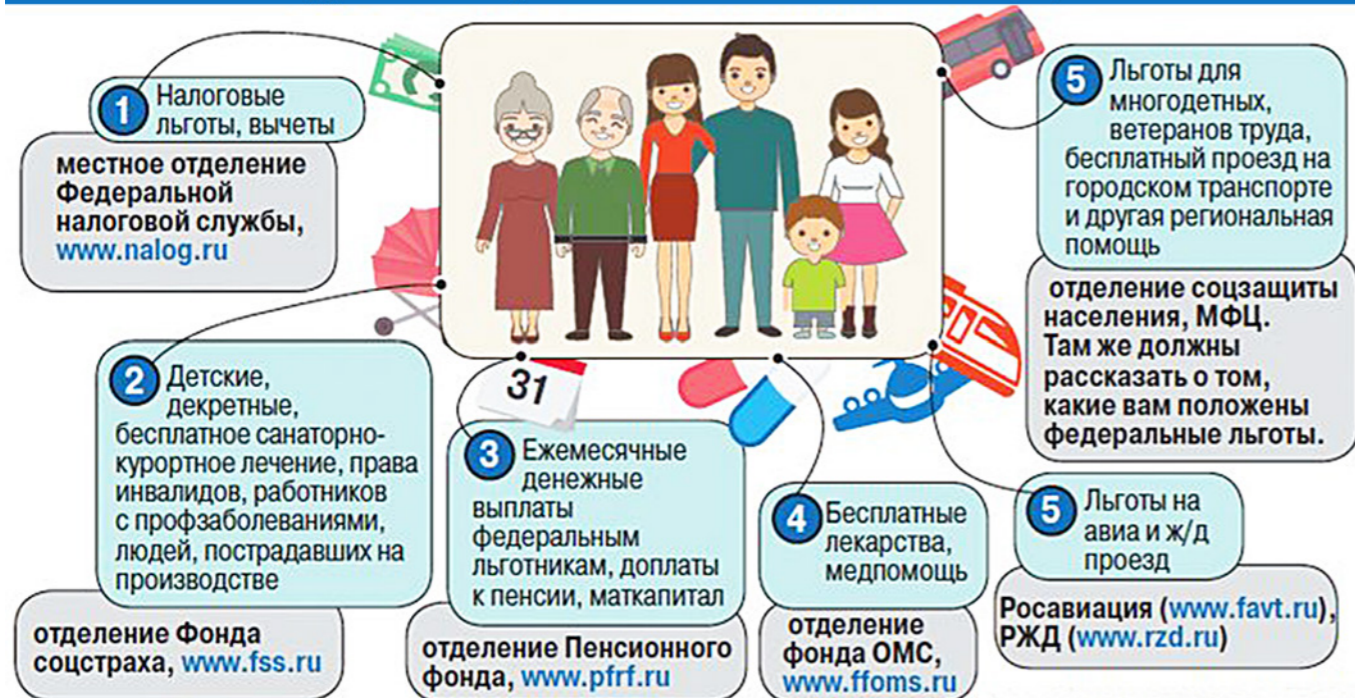 1 Налоговые
льготы, вычеты
местное отделение
Федеральной
налоговой службы,
www.nalog.ru
2 Детские,
декретные,
бесплатное санаторно-
курортное лечение, права
инвалидов, работников
с профзаболеваниями,
людей, пострадавших на
производстве
отделение Фонда
соцстраха, www.fss.ru
31
3 Ежемесячные
денежные
выплаты
федеральным
льготникам, доплаты
к пенсии, маткапитал
отделение Пенсионного
фонда, www.pfrf.ru
4 Бесплатные
лекарства,
медпомощь
отделение
фонда ОМС,
www.ffoms.ru
5 Льготы для
многодетных,
ветеранов труда,
бесплатный проезд на
городском транспорте
и другая региональная
помощь
отделение соцзащиты
населения, МФЦ.
Там же должны
рассказать о том,
какие вам положены
федеральные льготы.
5 Льготы на
авиа и ж/д
проезд
Росавиация (www.favt.ru),
РЖД (www.rzd.ru)